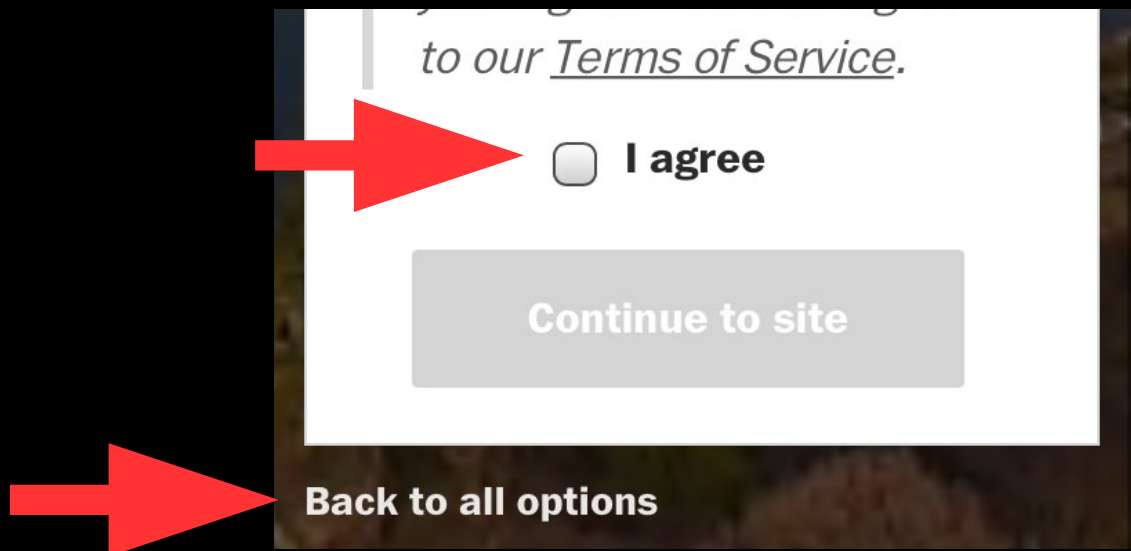 to our Terms of Service.
I agree
Continue to site
Back to all options